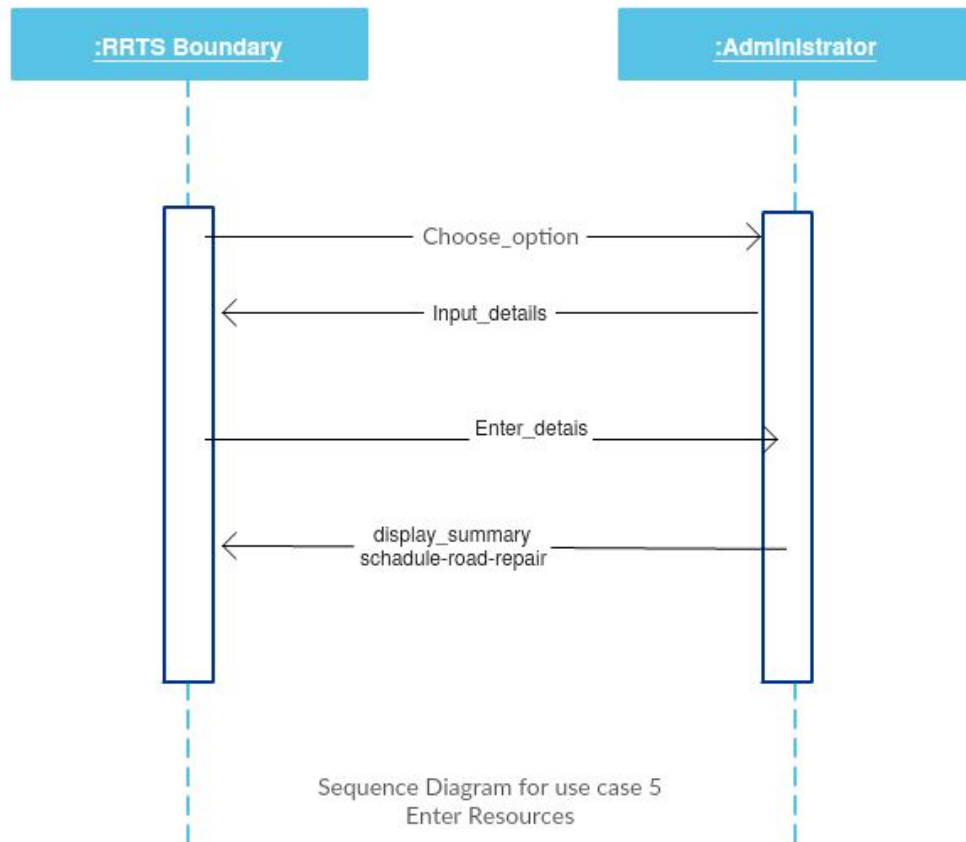 :RRTS Boundary
:Administrator
Choose_option
Input_details
Enter_detais
display_summary
schadule-road-repair
Sequence Diagram for use case 5
Enter Resources